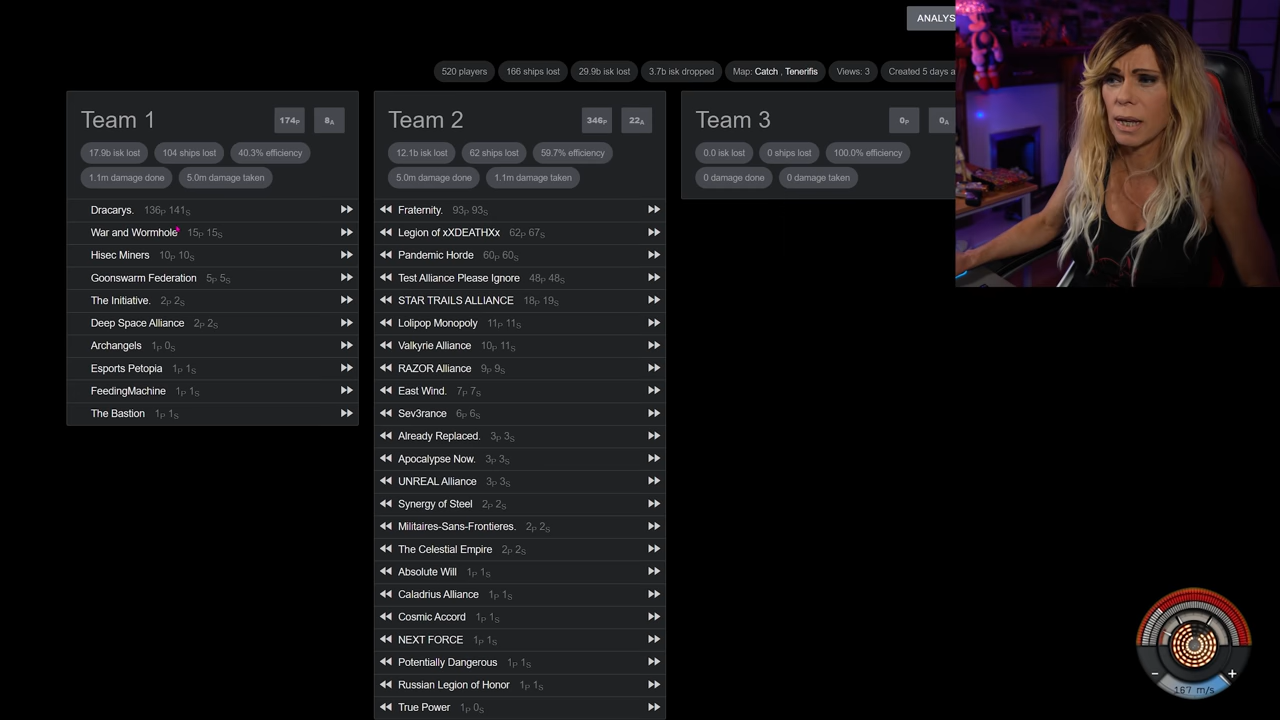 ANALYS
520 players 166 ships lost 29.9b isk lost 3.7b isk dropped Map: Catch , Tenerifis Views: 3 Created 5 days a
Team 1 174P 8A
17.9b isk lost 104 ships lost 40.3% efficiency
1.1m damage done 5.0m damage taken
Dracarys. 136P 141S
War and Wormhole 15P 15S
Hisec Miners 10P 10S
Goonswarm Federation 5P 5S
The Initiative. 2P 2S
Deep Space Alliance 2P 2S
Archangels 1P 0S
Esports Petopia 1P 1S
FeedingMachine 1P 1S
The Bastion 1P 1S
Team 2 346P 22A
12.1b isk lost 62 ships lost 59.7% efficiency
5.0m damage done 1.1m damage taken
Fraternity. 93P 93S
Legion of xXDEATHXx 62P 67S
Pandemic Horde 60P 60S
Test Alliance Please Ignore 48P 48S
STAR TRAILS ALLIANCE 18P 19S
Lolipop Monopoly 11P 11S
Valkyrie Alliance 10P 11S
RAZOR Alliance 9P 9S
East Wind. 7P 7S
Sev3rance 6P 6S
Already Replaced. 3P 3S
Apocalypse Now. 3P 3S
UNREAL Alliance 3P 3S
Synergy of Steel 2P 2S
Militaires-Sans-Frontieres. 2P 2S
The Celestial Empire 2P 2S
Absolute Will 1P 1S
Caladrius Alliance 1P 1S
Cosmic Accord 1P 1S
NEXT FORCE 1P 1S
Potentially Dangerous 1P 1S
Russian Legion of Honor 1P 1S
True Power 1P 0S
Team 3 0P 0A
0.0 isk lost 0 ships lost 100.0% efficiency
0 damage done 0 damage taken
167 m/s